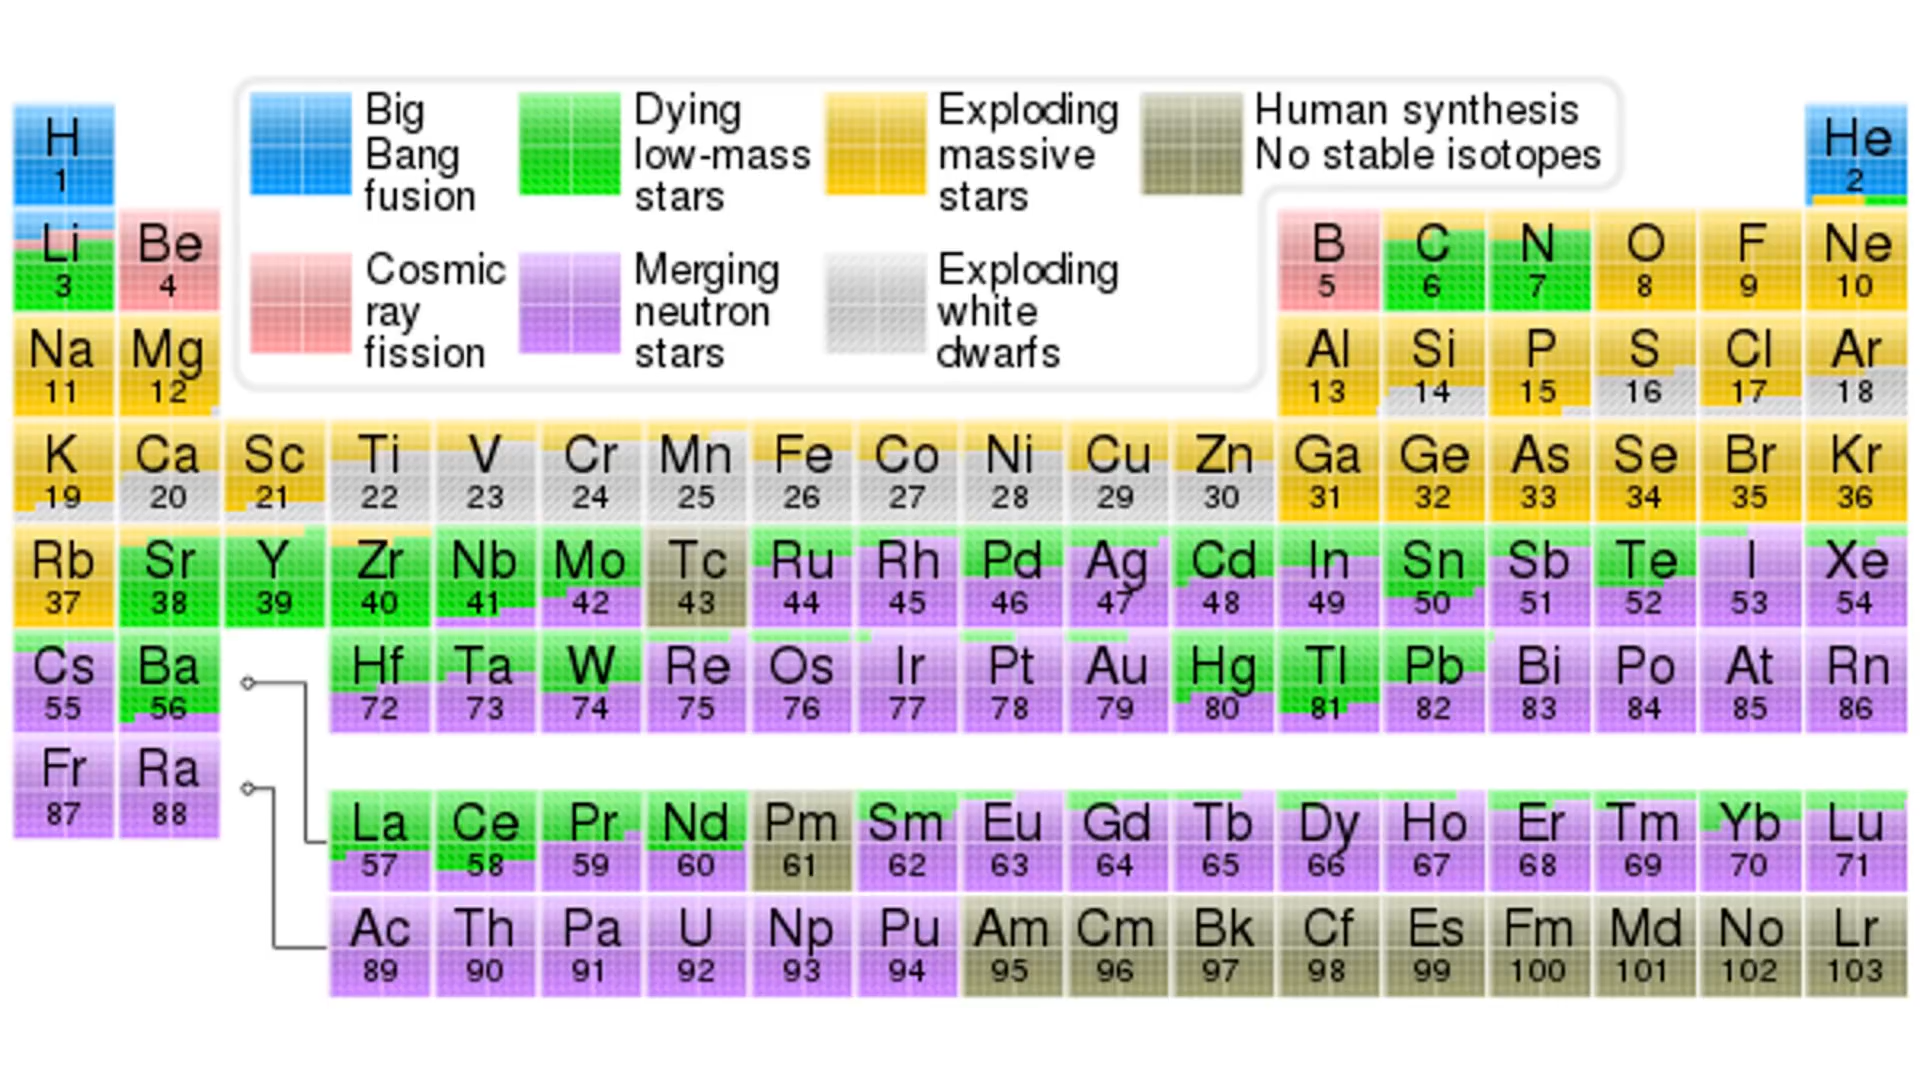 Big
Bang
fusion
Dying
low-mass
stars
Exploding
massive
stars
Human synthesis
No stable isotopes
Cosmic
ray
fission
Merging
neutron
stars
Exploding
white
dwarfs
H He
1 2
Li Be B C N O F Ne
3 4 5 6 7 8 9 10
Na Mg Al Si P S Cl Ar
11 12 13 14 15 16 17 18
K Ca Sc Ti V Cr Mn Fe Co Ni Cu Zn Ga Ge As Se Br Kr
19 20 21 22 23 24 25 26 27 28 29 30 31 32 33 34 35 36
Rb Sr Y Zr Nb Mo Tc Ru Rh Pd Ag Cd In Sn Sb Te I Xe
37 38 39 40 41 42 43 44 45 46 47 48 49 50 51 52 53 54
Cs Ba Hf Ta W Re Os Ir Pt Au Hg Tl Pb Bi Po At Rn
55 56 72 73 74 75 76 77 78 79 80 81 82 83 84 85 86
Fr Ra
87 88
La Ce Pr Nd Pm Sm Eu Gd Tb Dy Ho Er Tm Yb Lu
57 58 59 60 61 62 63 64 65 66 67 68 69 70 71
Ac Th Pa U Np Pu Am Cm Bk Cf Es Fm Md No Lr
89 90 91 92 93 94 95 96 97 98 99 100 101 102 103